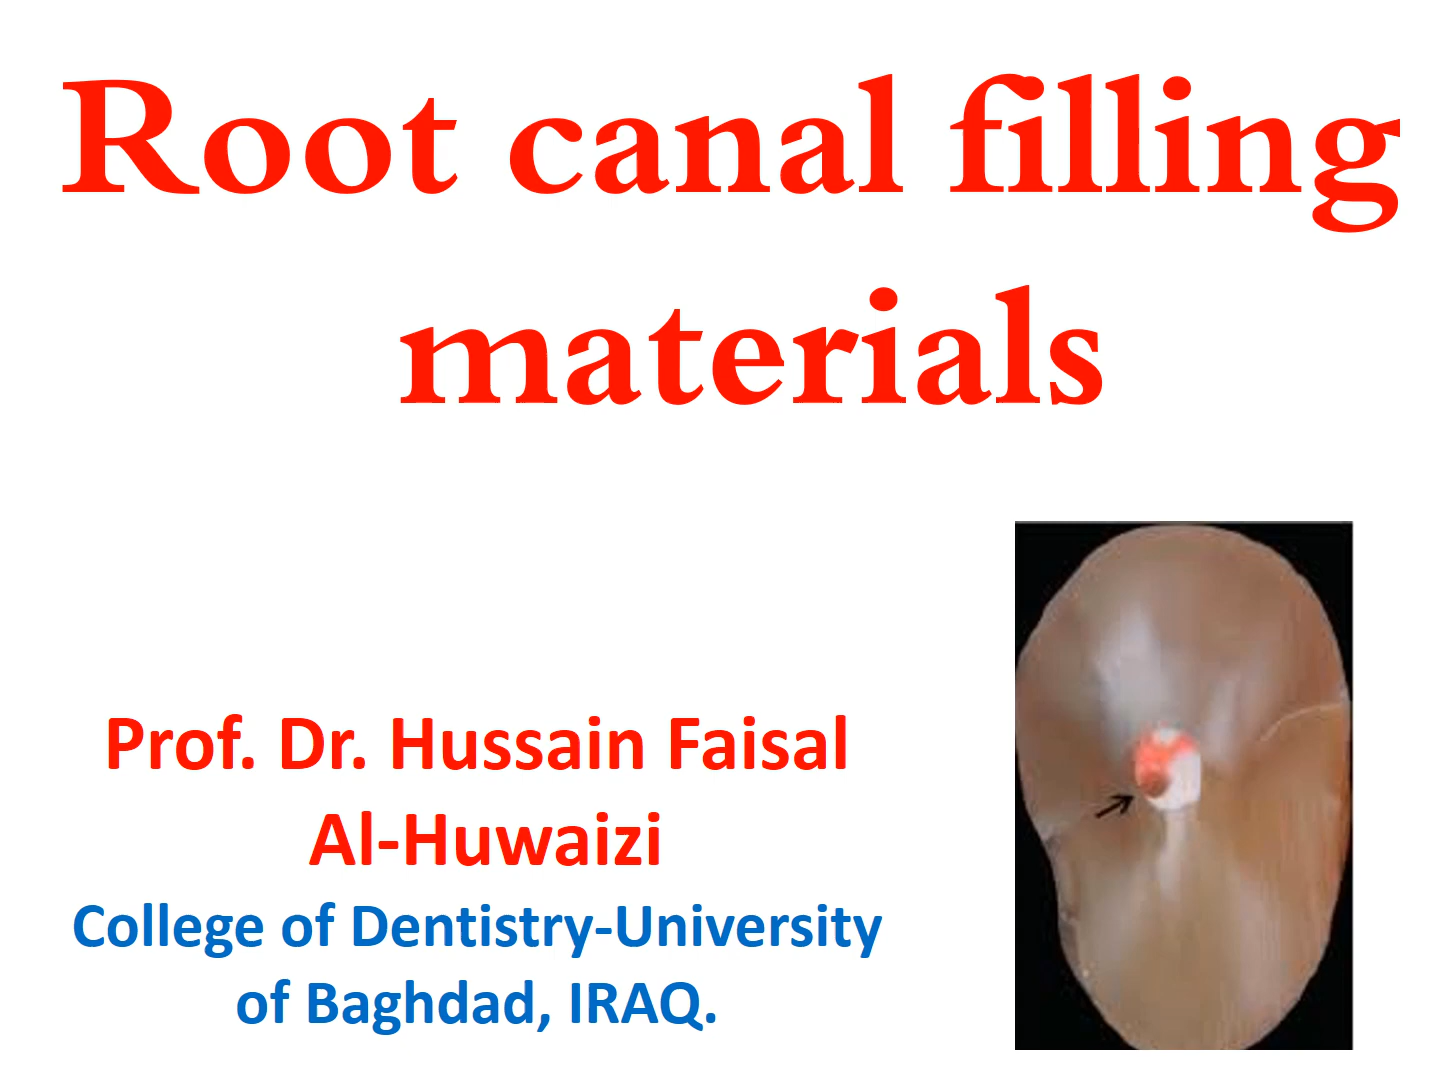 Root canal filling
materials
Prof. Dr. Hussain Faisal
Al-Huwaizi
College of Dentistry-University
of Baghdad, IRAQ.